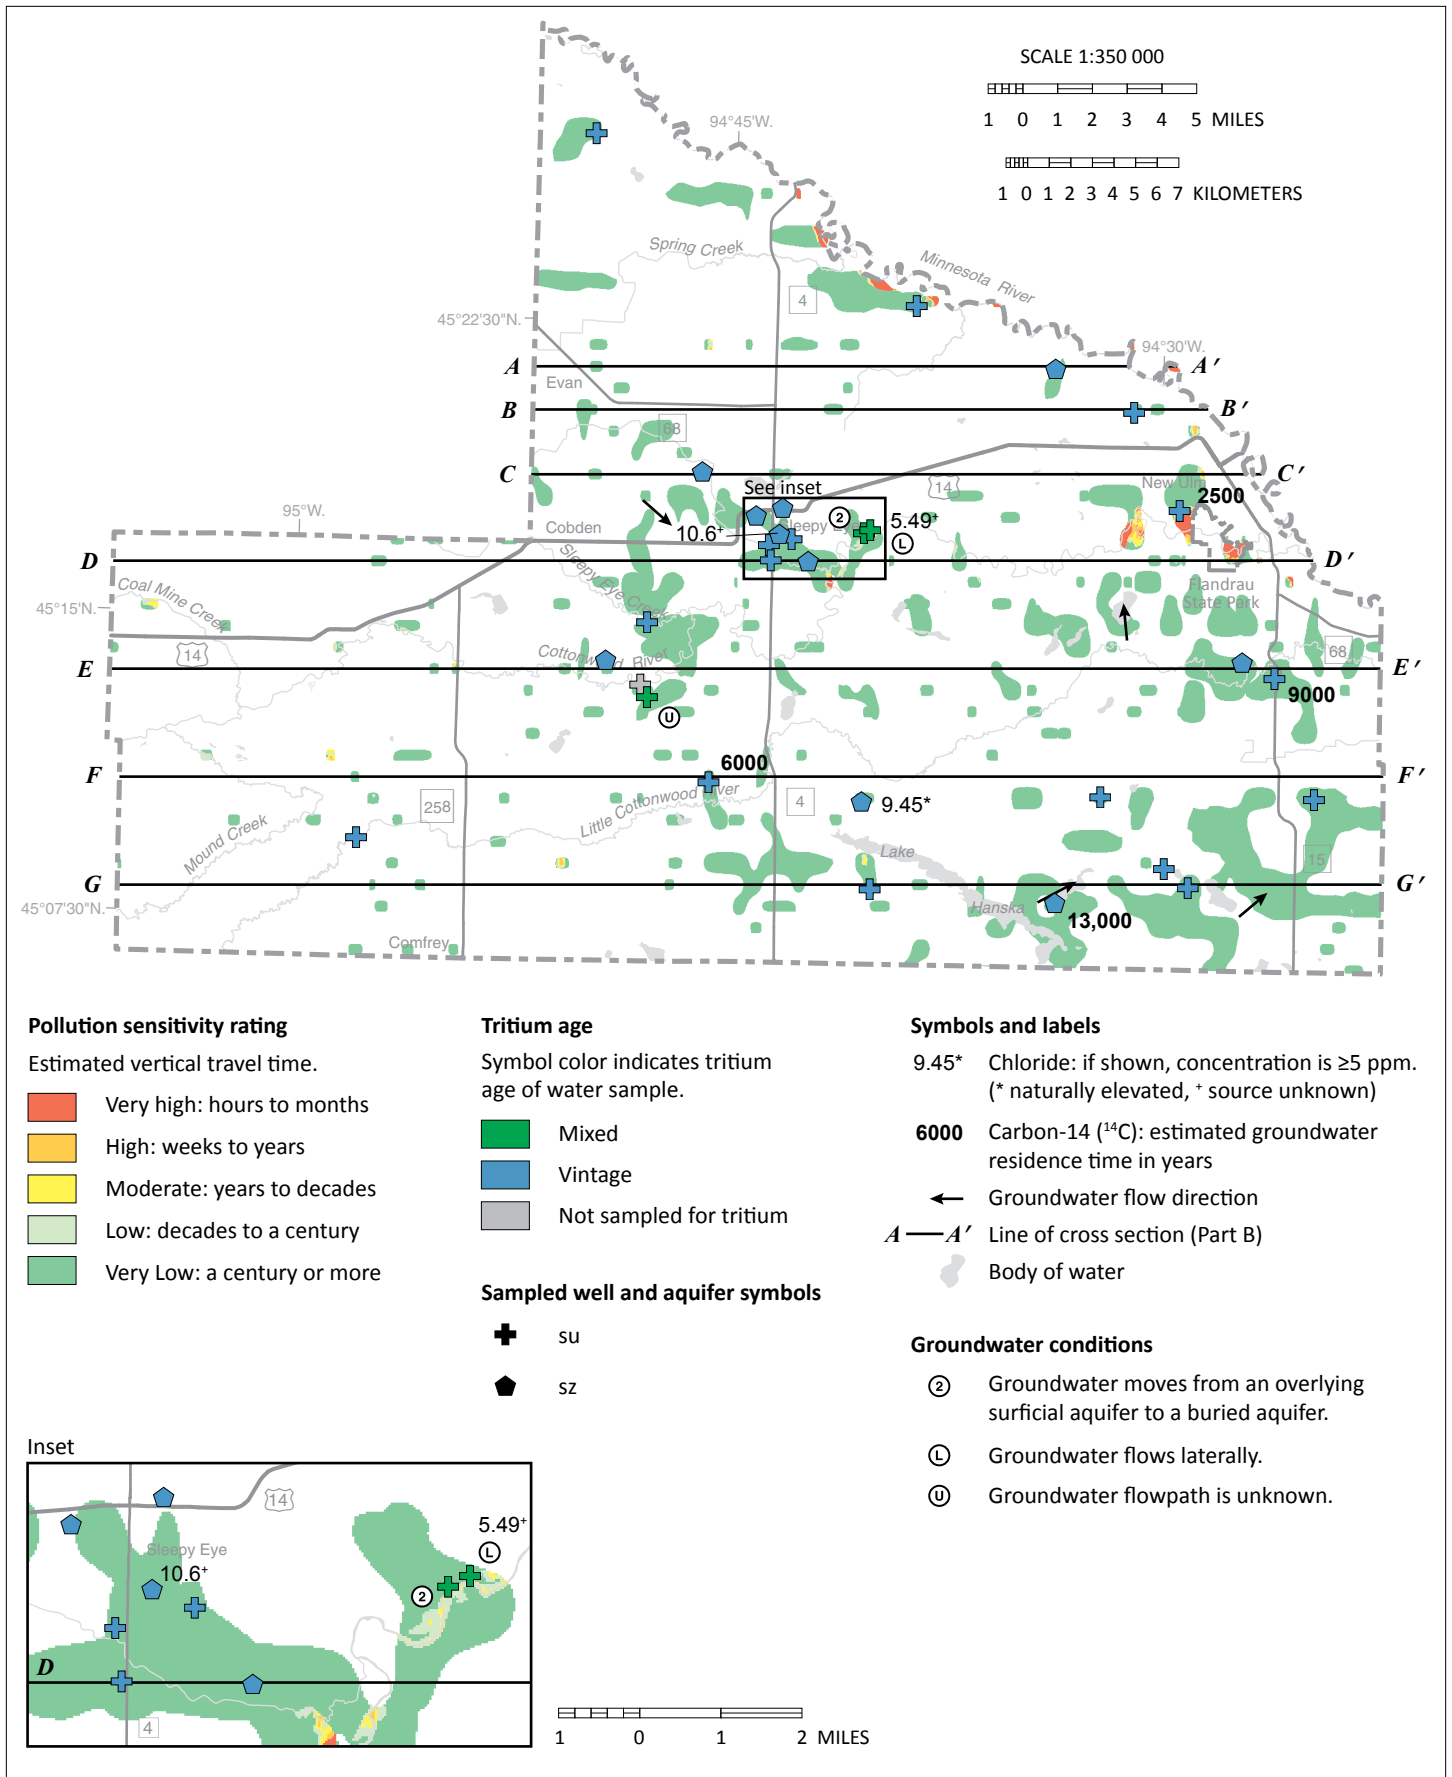 SCALE 1:350 000
1 0 1 2 3 4 5 MILES
1 0 1 2 3 4 5 6 7 KILOMETERS
94°45'W.
Spring Creek
Minnesota River
4
45°22'30"N.
94°30'W.
A A'
Evan
B B'
68
C C'
See inset
14
New Ulm
2500
95°W.
Cobden
10.6+
Sleepy Eye
2
5.49+
L
D D'
Coal Mine Creek
Sleepy Eye Creek
Flandrau
State Park
45°15'N.
14
Cottonwood River
68
E E'
9000
U
6000
F F'
258
Little Cottonwood River
4
9.45*
Mound Creek
Lake
15
G G'
45°07'30"N.
Hanska
13,000
Comfrey
Pollution sensitivity rating
Estimated vertical travel time.
Very high: hours to months
High: weeks to years
Moderate: years to decades
Low: decades to a century
Very Low: a century or more
Tritium age
Symbol color indicates tritium
age of water sample.
Mixed
Vintage
Not sampled for tritium
Sampled well and aquifer symbols
su
sz
Symbols and labels
9.45* Chloride: if shown, concentration is ≥5 ppm.
(* naturally elevated, + source unknown)
6000 Carbon-14 (14C): estimated groundwater
residence time in years
Groundwater flow direction
A A' Line of cross section (Part B)
Body of water
Groundwater conditions
2 Groundwater moves from an overlying
surficial aquifer to a buried aquifer.
L Groundwater flows laterally.
U Groundwater flowpath is unknown.
Inset
14
5.49+
L
Sleepy Eye
10.6+
2
D
4
1 0 1 2 MILES